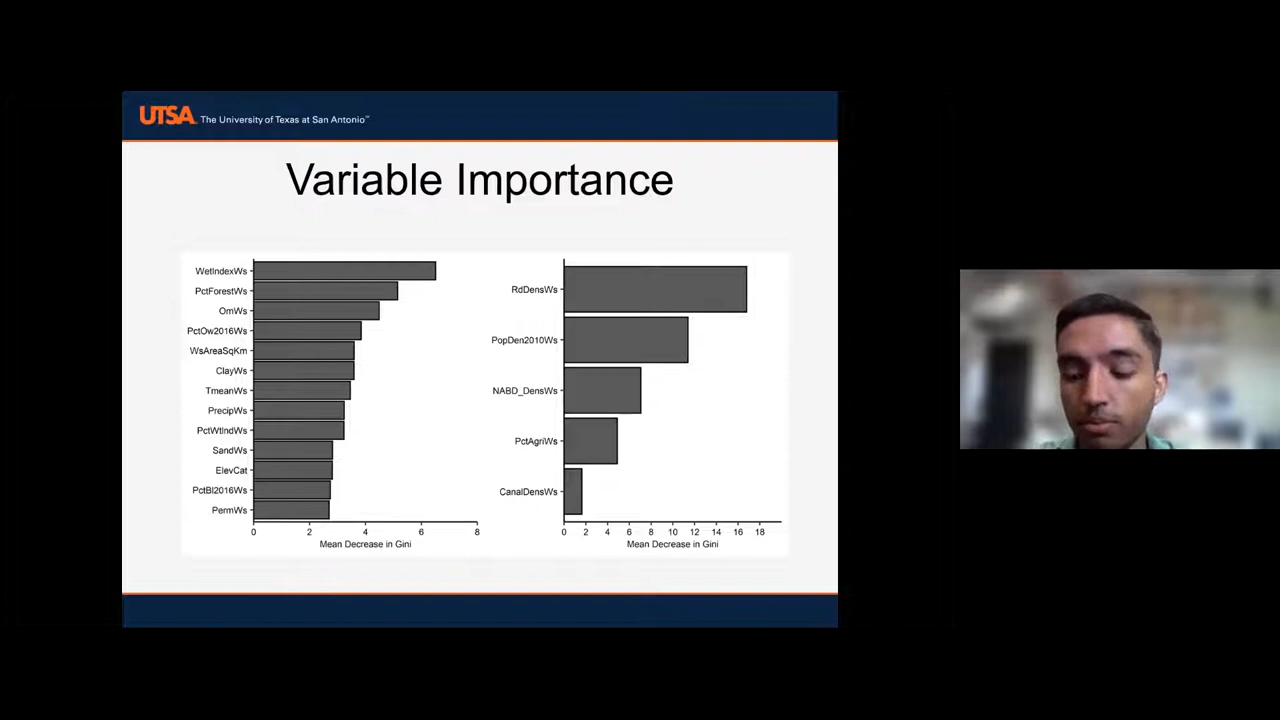 UTSA The University of Texas at San Antonio™
Variable Importance
WetIndexWs
PctForestWs
OmWs
PctOw2016Ws
WsAreaSqKm
ClayWs
TmeanWs
PrecipWs
PctWtlndWs
SandWs
ElevCat
PctBl2016Ws
PermWs
0 2 4 6 8
Mean Decrease in Gini
RdDensWs
PopDen2010Ws
NABD_DensWs
PctAgriWs
CanalDensWs
0 2 4 6 8 10 12 14 16 18
Mean Decrease in Gini